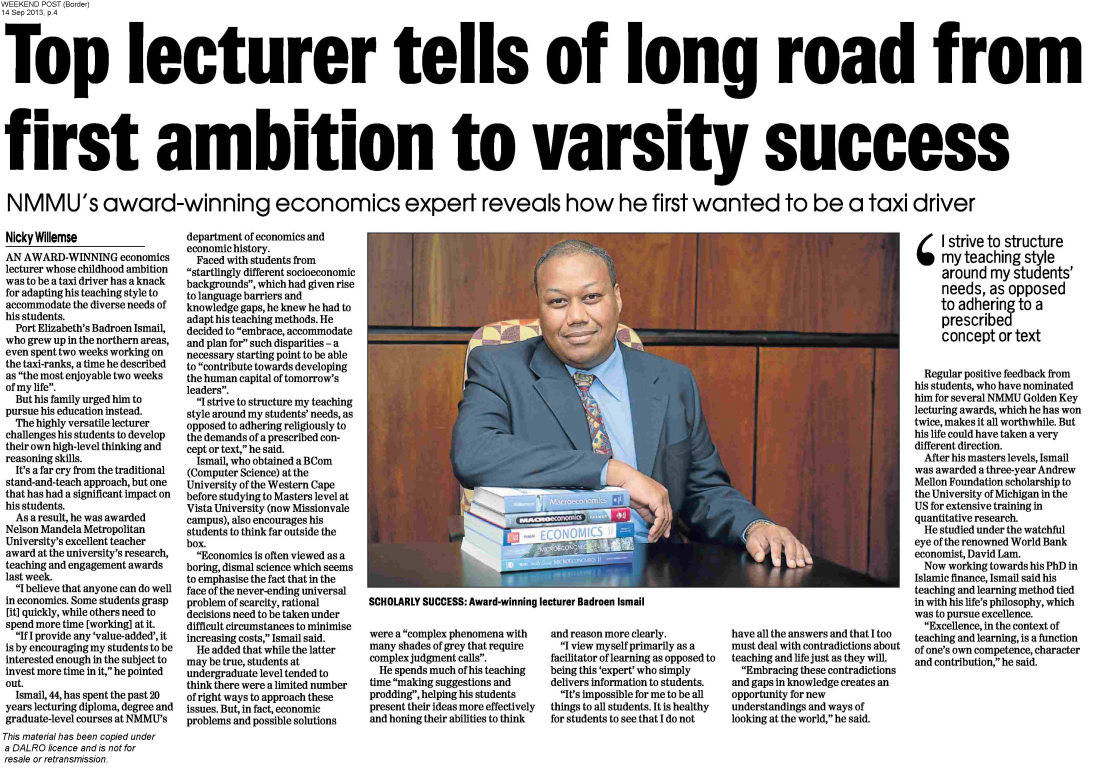 WEEKEND POST (Border)
14 Sep 2013, p.4
Top lecturer tells of long road from
first ambition to varsity success
NMMU's award-winning economics expert reveals how he first wanted to be a taxi driver
Nicky Willemse
AN AWARD-WINNING economics
lecturer whose childhood ambition
was to be a taxi driver has a knack
for adapting his teaching style to
accommodate the diverse needs of
his students.
Port Elizabeth's Badroen Ismail,
who grew up in the northern areas,
even spent two weeks working on
the taxi-ranks, a time he described
as “the most enjoyable two weeks
of my life”.
But his family urged him to
pursue his education instead.
The highly versatile lecturer
challenges his students to develop
their own high-level thinking and
reasoning skills.
It's a far cry from the traditional
stand-and-teach approach, but one
that has had a significant impact on
his students.
As a result, he was awarded
Nelson Mandela Metropolitan
University's excellent teacher
award at the university's research,
teaching and engagement awards
last week.
“I believe that anyone can do well
in economics. Some students grasp
[it] quickly, while others need to
spend more time [working] at it.
“If I provide any ‘value-added’, it
is by encouraging my students to be
interested enough in the subject to
invest more time in it,” he pointed
out.
Ismail, 44, has spent the past 20
years lecturing diploma, degree and
graduate-level courses at NMMU's
department of economics and
economic history.
Faced with students from
“startlingly different socioeconomic
backgrounds”, which had given rise
to language barriers and
knowledge gaps, he knew he had to
adapt his teaching methods. He
decided to “embrace, accommodate
and plan for” such disparities – a
necessary starting point to be able
to “contribute towards developing
the human capital of tomorrow's
leaders”.
“I strive to structure my teaching
style around my students' needs, as
opposed to adhering religiously to
the demands of a prescribed con-
cept or text,” he said.
Ismail, who obtained a BCom
(Computer Science) at the
University of the Western Cape
before studying to Masters level at
Vista University (now Missionvale
campus), also encourages his
students to think far outside the
box.
“Economics is often viewed as a
boring, dismal science which seems
to emphasise the fact that in the
face of the never-ending universal
problem of scarcity, rational
decisions need to be taken under
difficult circumstances to minimise
increasing costs,” Ismail said.
He added that while the latter
may be true, students at
undergraduate level tended to
think there were a limited number
of right ways to approach these
issues. But, in fact, economic
problems and possible solutions
Macroeconomics
MACROECONOMICS
ECONOMICS
MICROECONOMICS
MICROECONOMICS
SCHOLARLY SUCCESS: Award-winning lecturer Badroen Ismail
were a “complex phenomena with
many shades of grey that require
complex judgment calls”.
He spends much of his teaching
time “making suggestions and
prodding”, helping his students
present their ideas more effectively
and honing their abilities to think
and reason more clearly.
“I view myself primarily as a
facilitator of learning as opposed to
being this ‘expert’ who simply
delivers information to students.
“It's impossible for me to be all
things to all students. It is healthy
for students to see that I do not
have all the answers and that I too
must deal with contradictions about
teaching and life just as they will.
“Embracing these contradictions
and gaps in knowledge creates an
opportunity for new
understandings and ways of
looking at the world,” he said.
‘ I strive to structure
my teaching style
around my students'
needs, as opposed
to adhering to a
prescribed
concept or text
Regular positive feedback from
his students, who have nominated
him for several NMMU Golden Key
lecturing awards, which he has won
twice, makes it all worthwhile. But
his life could have taken a very
different direction.
After his masters levels, Ismail
was awarded a three-year Andrew
Mellon Foundation scholarship to
the University of Michigan in the
US for extensive training in
quantitative research.
He studied under the watchful
eye of the renowned World Bank
economist, David Lam.
Now working towards his PhD in
Islamic finance, Ismail said his
teaching and learning method tied
in with his life's philosophy, which
was to pursue excellence.
“Excellence, in the context of
teaching and learning, is a function
of one's own competence, character
and contribution,” he said.
This material has been copied under
a DALRO licence and is not for
resale or retransmission.